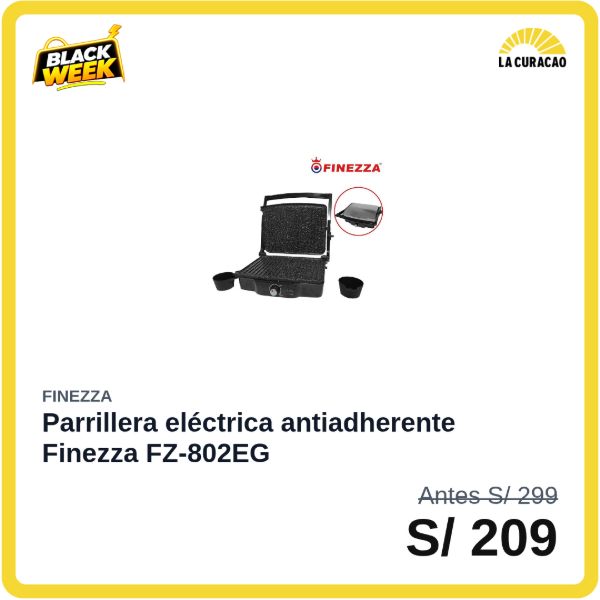 BLACK
WEEK
LA CURACAO
FINEZZA
FINEZZA
Parrillera eléctrica antiadherente
Finezza FZ-802EG
Antes S/ 299
S/ 209